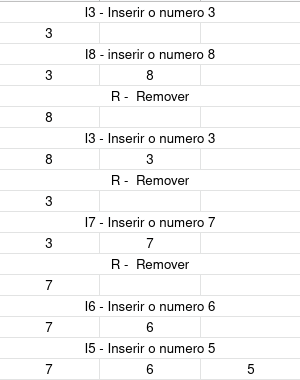 I3 - Inserir o numero 3
3
I8 - inserir o numero 8
3 8
R -  Remover
8
I3 - Inserir o numero 3
8 3
R -  Remover
3
I7 - Inserir o numero 7
3 7
R -  Remover
7
I6 - Inserir o numero 6
7 6
I5 - Inserir o numero 5
7 6 5